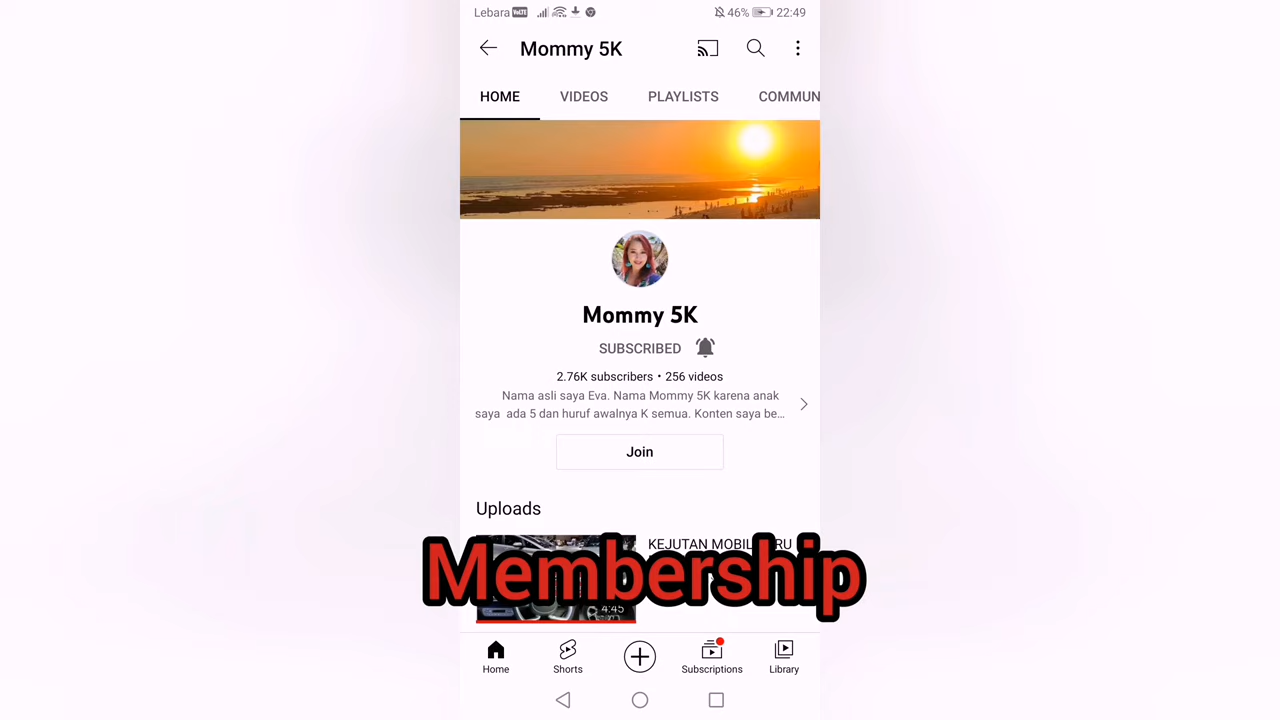 Lebara VoLTE 46% 22:49
Mommy 5K
HOME VIDEOS PLAYLISTS COMMUN
Mommy 5K
SUBSCRIBED
2.76K subscribers • 256 videos
Nama asli saya Eva. Nama Mommy 5K karena anak
saya ada 5 dan huruf awalnya K semua. Konten saya be...
Join
Uploads
KEJUTAN
Membership
4:45
Home Shorts Subscriptions Library